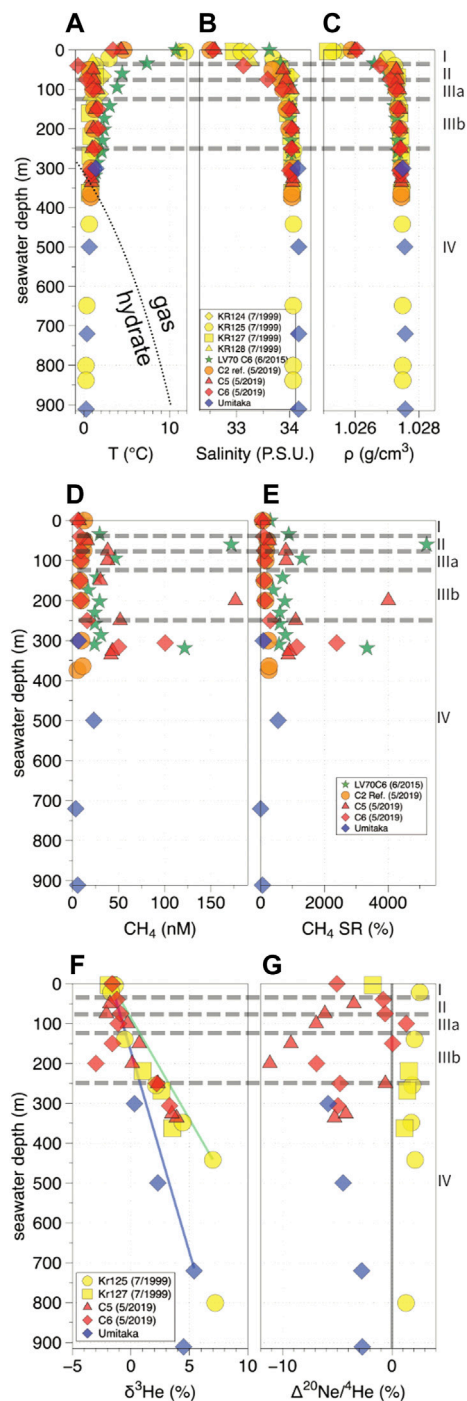 A B C
0
100
200
300
400
500
600
700
800
900
seawater depth (m)
gas
hydrate
I
II
IIIa
IIIb
IV
KR124 (7/1999)
KR125 (7/1999)
KR127 (7/1999)
KR128 (7/1999)
LV70 C6 (6/2015)
C2 ref. (5/2019)
C5 (5/2019)
C6 (5/2019)
Umitaka
0 10 33 34 1.026 1.028
T (°C) Salinity (P.S.U.) ρ (g/cm³)
D E
0
100
200
300
400
500
600
700
800
900
seawater depth (m)
I
II
IIIa
IIIb
IV
LV70C6 (6/2015)
C2 Ref. (5/2019)
C5 (5/2019)
C6 (5/2019)
Umitaka
0 50 100 150 0 2000 4000
CH₄ (nM) CH₄ SR (%)
F G
0
100
200
300
400
500
600
700
800
900
seawater depth (m)
I
II
IIIa
IIIb
IV
Kr125 (7/1999)
Kr127 (7/1999)
C5 (5/2019)
C6 (5/2019)
Umitaka
−5 0 5 10 −10 0
δ³He (%) Δ²⁰Ne/⁴He (%)